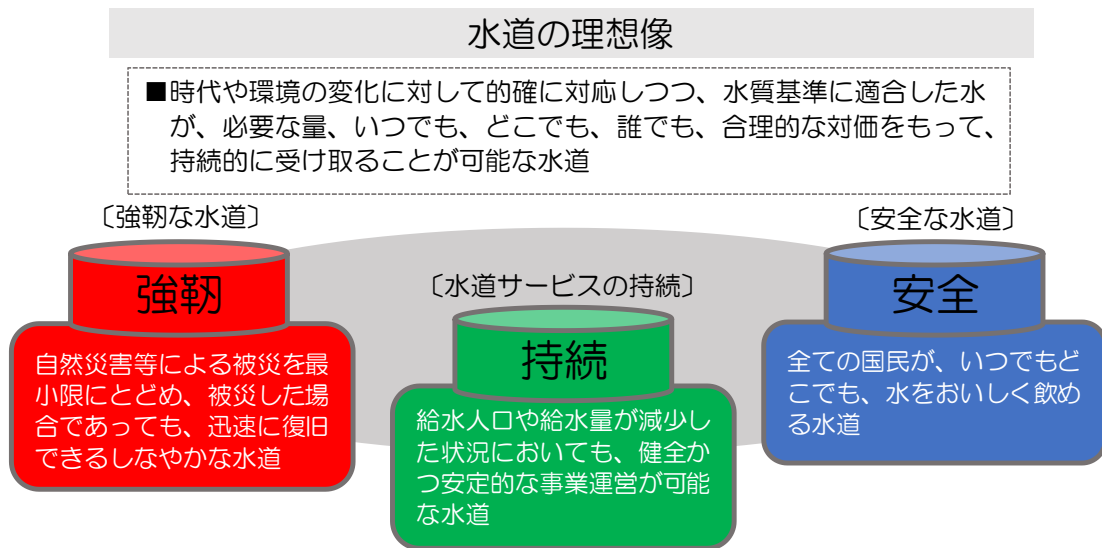 水道の理想像
■時代や環境の変化に対して的確に対応しつつ、水質基準に適合した水
が、必要な量、いつでも、どこでも、誰でも、合理的な対価をもって、
持続的に受け取ることが可能な水道
〔強靭な水道〕
強靭
自然災害等による被災を最
小限にとどめ、被災した場
合であっても、迅速に復旧
できるしなやかな水道
〔水道サービスの持続〕
持続
給水人口や給水量が減少し
た状況においても、健全か
つ安定的な事業運営が可能
な水道
〔安全な水道〕
安全
全ての国民が、いつでもど
こでも、水をおいしく飲め
る水道